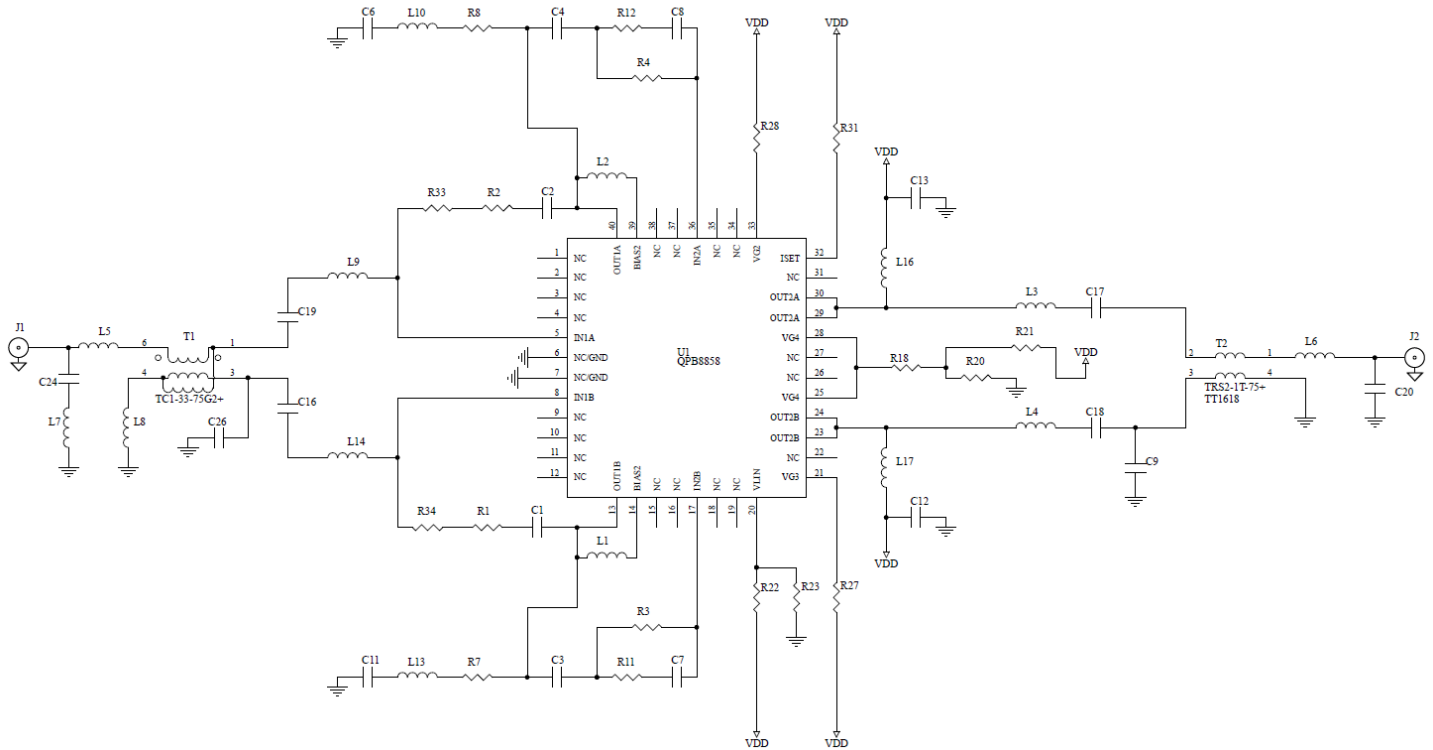 C6 L10 R8 C4 R12 C8 VDD VDD
R4
R28 R31
VDD
L2
C13
R33 R2 C2
40 39 38 37 36 35 34 33
OUT1A BIAS2 NC NC IN2A NC NC VG2
1 NC ISET 32
L9 L16
2 NC NC 31
3 NC OUT2A 30
L3 C17
4 NC OUT2A 29
C19
J1 L5 6 T1 1
5 IN1A VG4 28
R21
T2 J2
U1
QPB8858
6 NC/GND NC 27
R18 R20 VDD
2 1 L6
7 NC/GND NC 26
4 3
3 4
C24 TC1-33-75G2+
TRS2-1T-75+
TT1618
C20
8 IN1B VG4 25
C16
L7 L8 C26
9 NC OUT2B 24
L4 C18
10 NC OUT2B 23
L14
11 NC NC 22
L17 C9
12 NC VG3 21
OUT1B BIAS2 NC NC IN2B NC NC VLIN
13 14 15 16 17 18 19 20
R34 R1 C1
C12
L1
VDD
R22 R23 R27
R3
C11 L13 R7 C3 R11 C7
VDD VDD